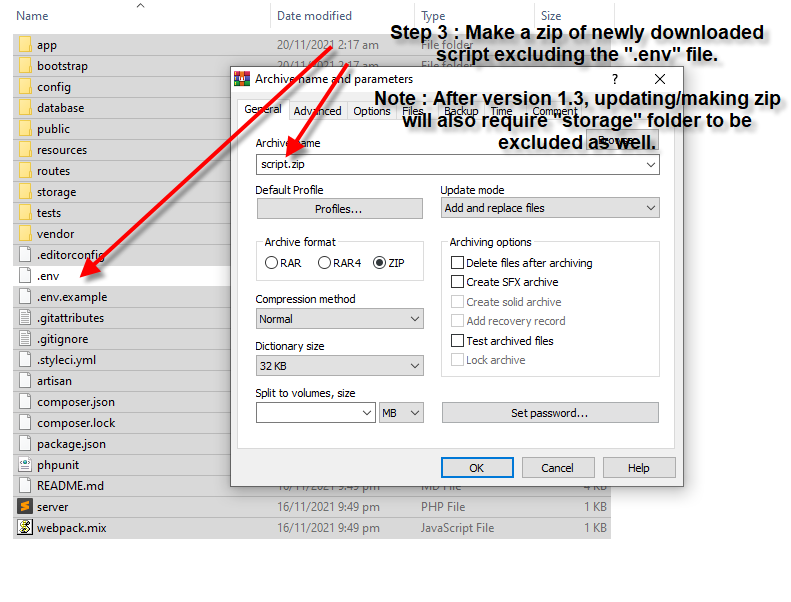 Name Date modified Type Size
Step 3 : Make a zip of newly downloaded
script excluding the ".env" file.
Note : After version 1.3, updating/making zip
will also require "storage" folder to be
excluded as well.
app 20/11/2021 2:17 am File folder
bootstrap 20/11/2021 2:17 am
config
database
public
resources
routes
storage
tests
vendor
.editorconfig
.env
.env.example
.gitattributes
.gitignore
.styleci.yml
artisan
composer.json
composer.lock
package.json
phpunit
README.md 16/11/2021 9:49 pm MD File 4 KB
server 16/11/2021 9:49 pm PHP File 1 KB
webpack.mix 16/11/2021 9:49 pm JavaScript File 1 KB
Archive name and parameters ?
General Advanced Options Files Backup Time Comment
Archive name
script.zip
Default Profile
Profiles...
Update mode
Add and replace files
Archive format
RAR RAR4 ZIP
Compression method
Normal
Dictionary size
32 KB
Split to volumes, size
MB
Archiving options
Delete files after archiving
Create SFX archive
Create solid archive
Add recovery record
Test archived files
Lock archive
Set password...
OK Cancel Help